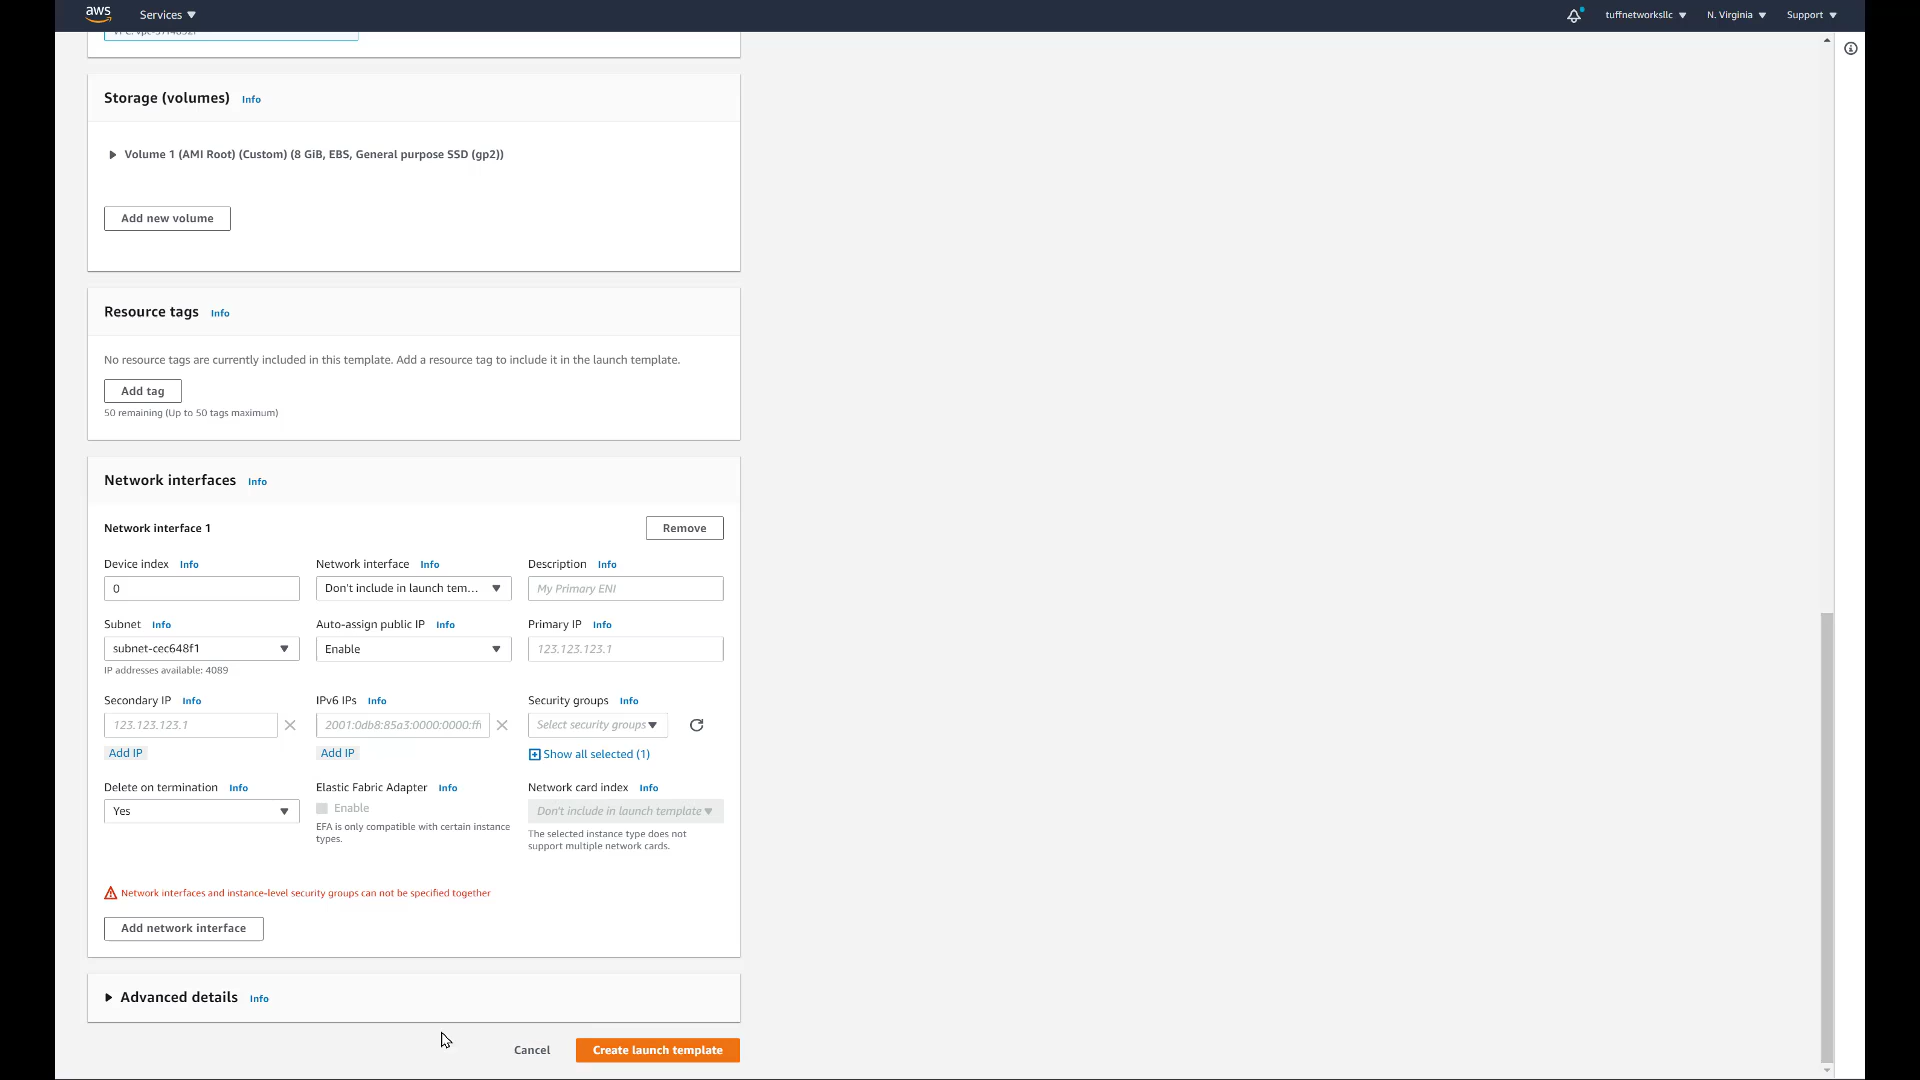 aws Services tuffnetworksllc N. Virginia Support
Storage (volumes) Info
Volume 1 (AMI Root) (Custom) (8 GiB, EBS, General purpose SSD (gp2))
Add new volume
Resource tags Info
No resource tags are currently included in this template. Add a resource tag to include it in the launch template.
Add tag
50 remaining (Up to 50 tags maximum)
Network interfaces Info
Network interface 1 Remove
Device index Info Network interface Info Description Info
0 Don't include in launch tem... My Primary ENI
Subnet Info Auto-assign public IP Info Primary IP Info
subnet-cec648f1 Enable 123.123.123.1
IP addresses available: 4089
Secondary IP Info IPv6 IPs Info Security groups Info
123.123.123.1 2001:0db8:85a3:0000:0000:ff Select security groups
Add IP Add IP Show all selected (1)
Delete on termination Info Elastic Fabric Adapter Info Network card index Info
Yes Enable Don't include in launch template
EFA is only compatible with certain instance types. The selected instance type does not support multiple network cards.
Network interfaces and instance-level security groups can not be specified together
Add network interface
Advanced details Info
Cancel Create launch template